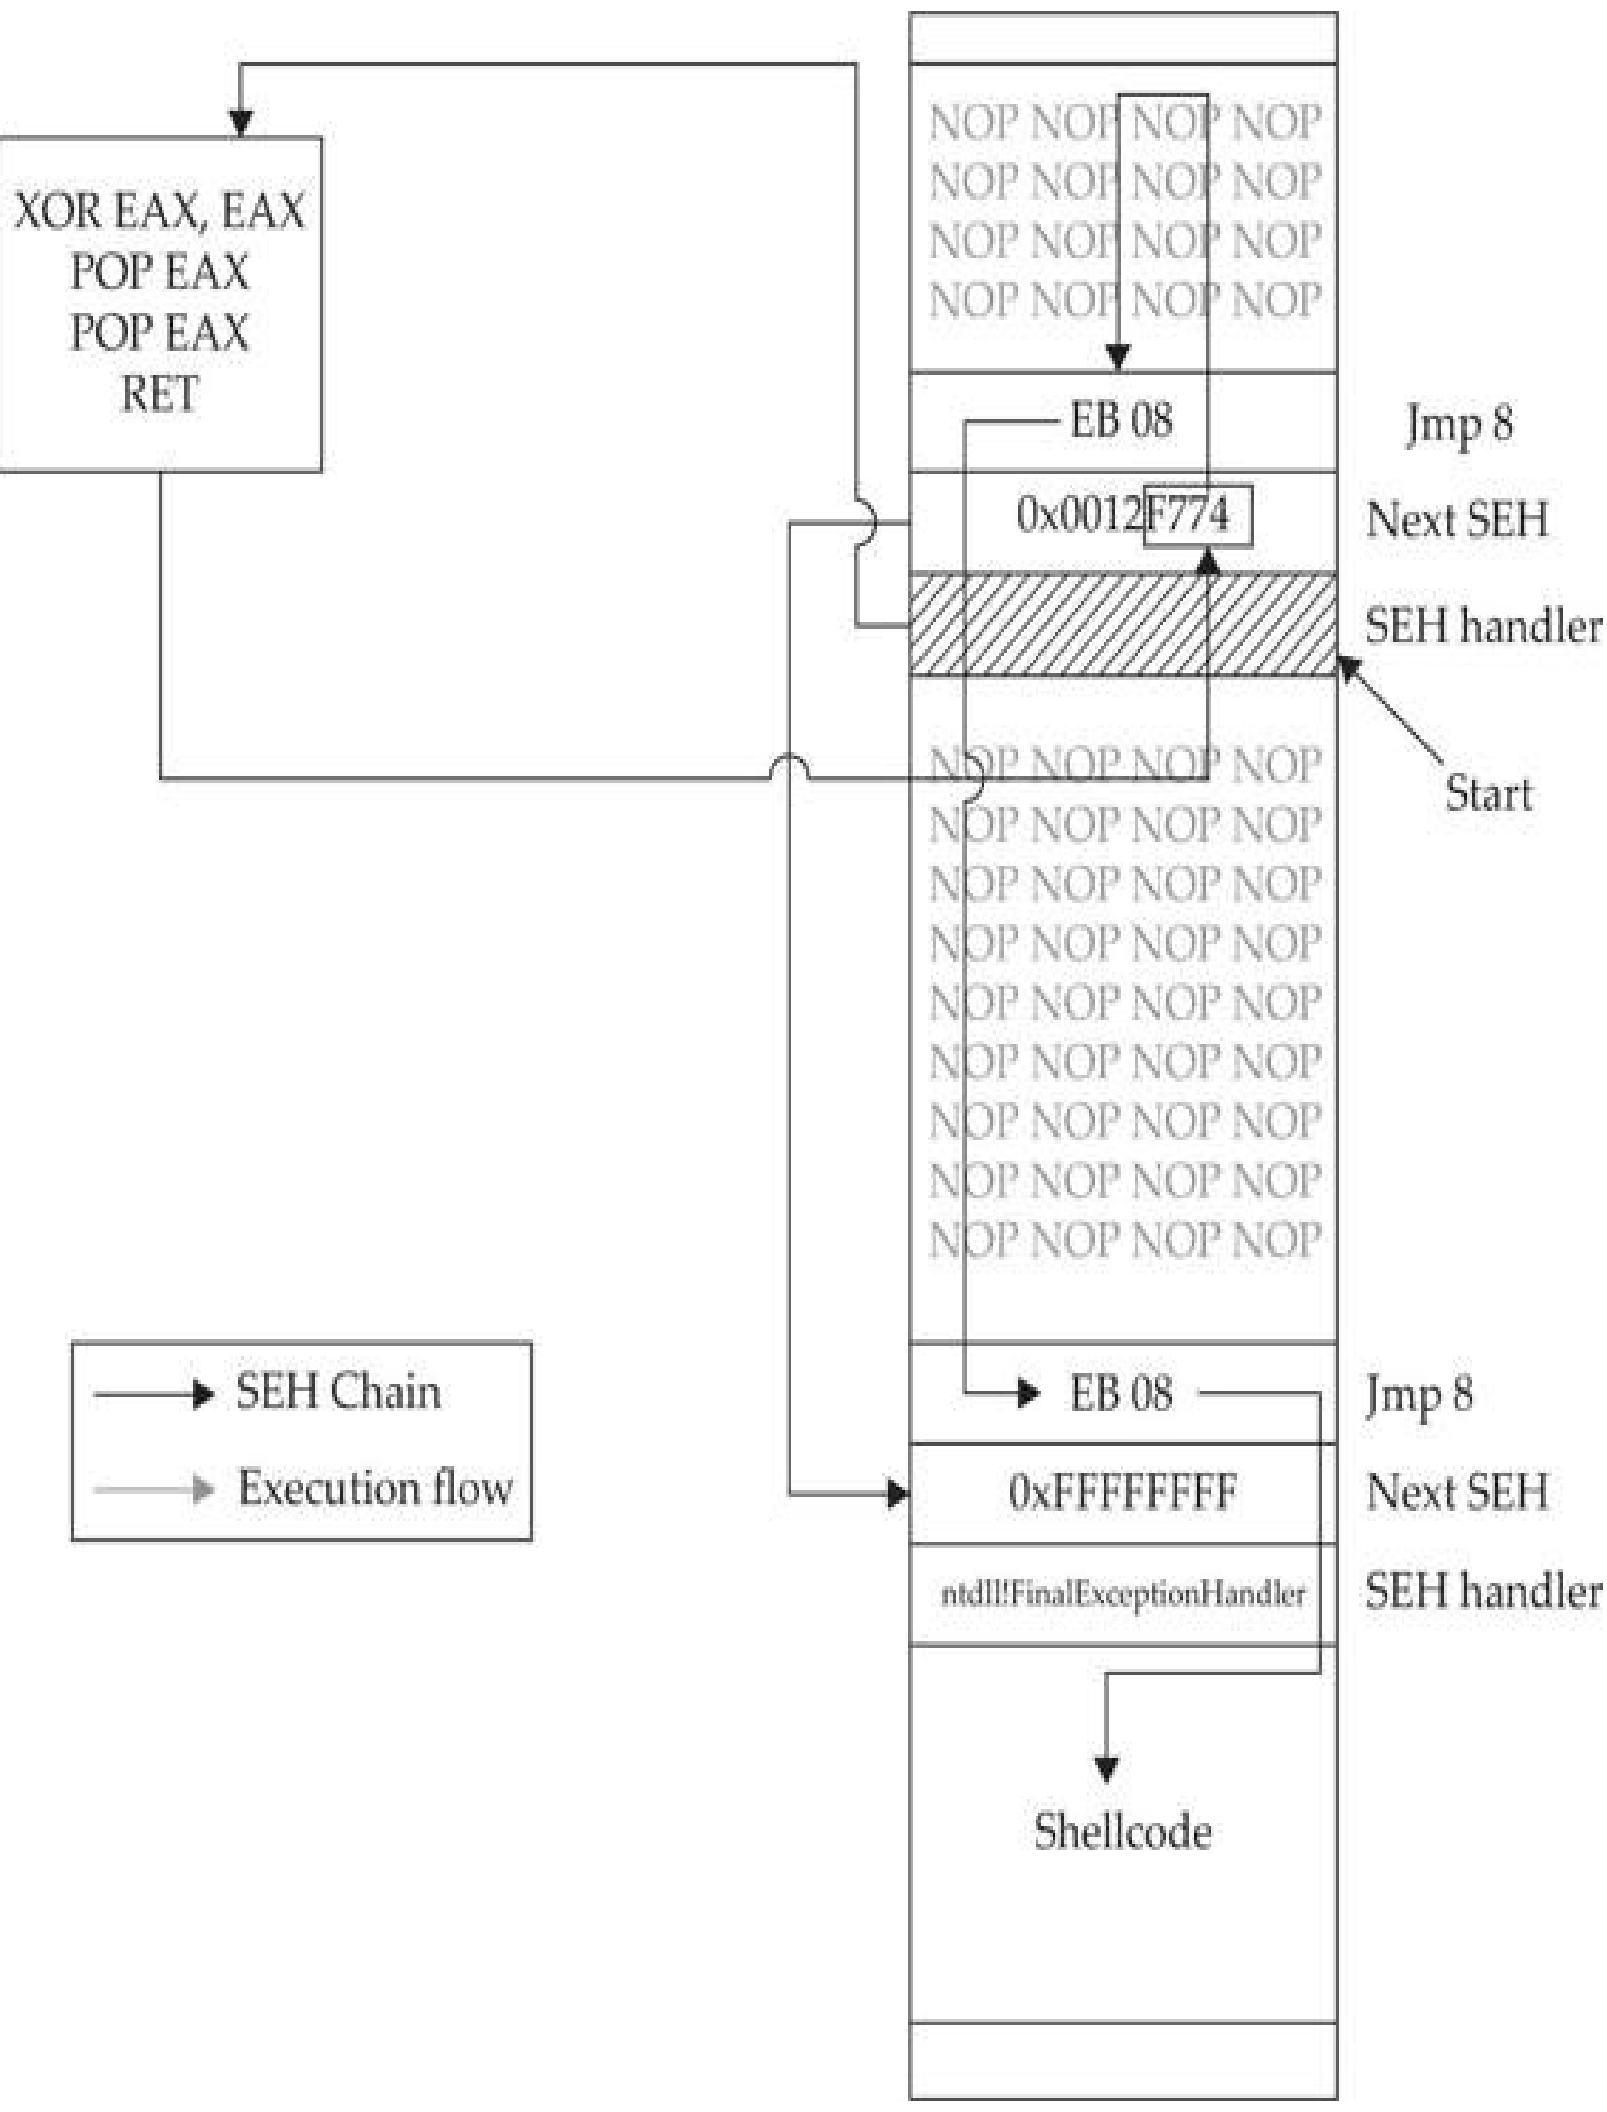 NOP NOP NOP NOP
NOP NOP NOP NOP
NOP NOP NOP NOP
NOP NOP NOP NOP
XOR EAX, EAX
POP EAX
POP EAX
RET
EB 08
Jmp 8
0x0012F774
Next SEH
SEH handler
Start
NOP NOP NOP NOP
NOP NOP NOP NOP
NOP NOP NOP NOP
NOP NOP NOP NOP
NOP NOP NOP NOP
NOP NOP NOP NOP
NOP NOP NOP NOP
NOP NOP NOP NOP
NOP NOP NOP NOP
SEH Chain
Execution flow
EB 08
Jmp 8
0xFFFFFFFF
Next SEH
ntdll!FinalExceptionHandler
SEH handler
Shellcode